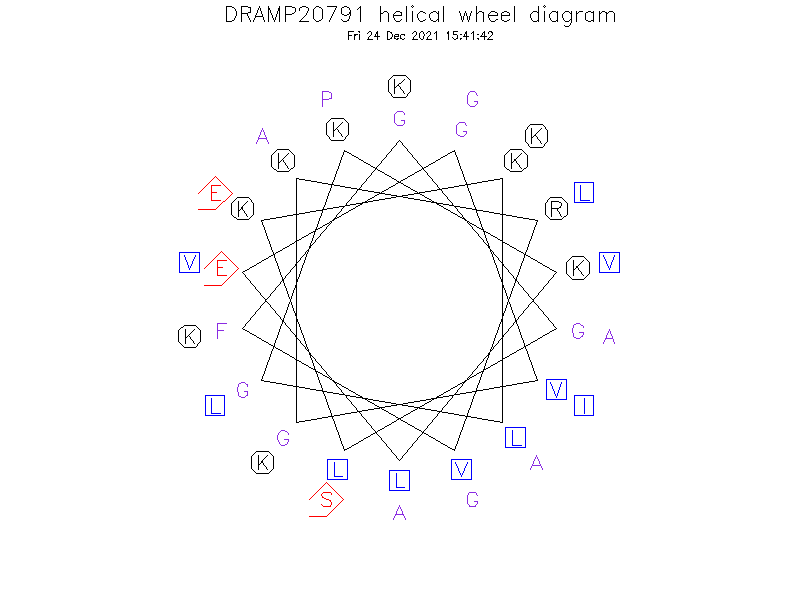 DRAMP20791 helical wheel diagram
Fri 24 Dec 2021 15:41:42
K
P G
K G G
A K K K
E K R L
V E K V
K F G A
L G V I
G L
K L V A
S L G
A